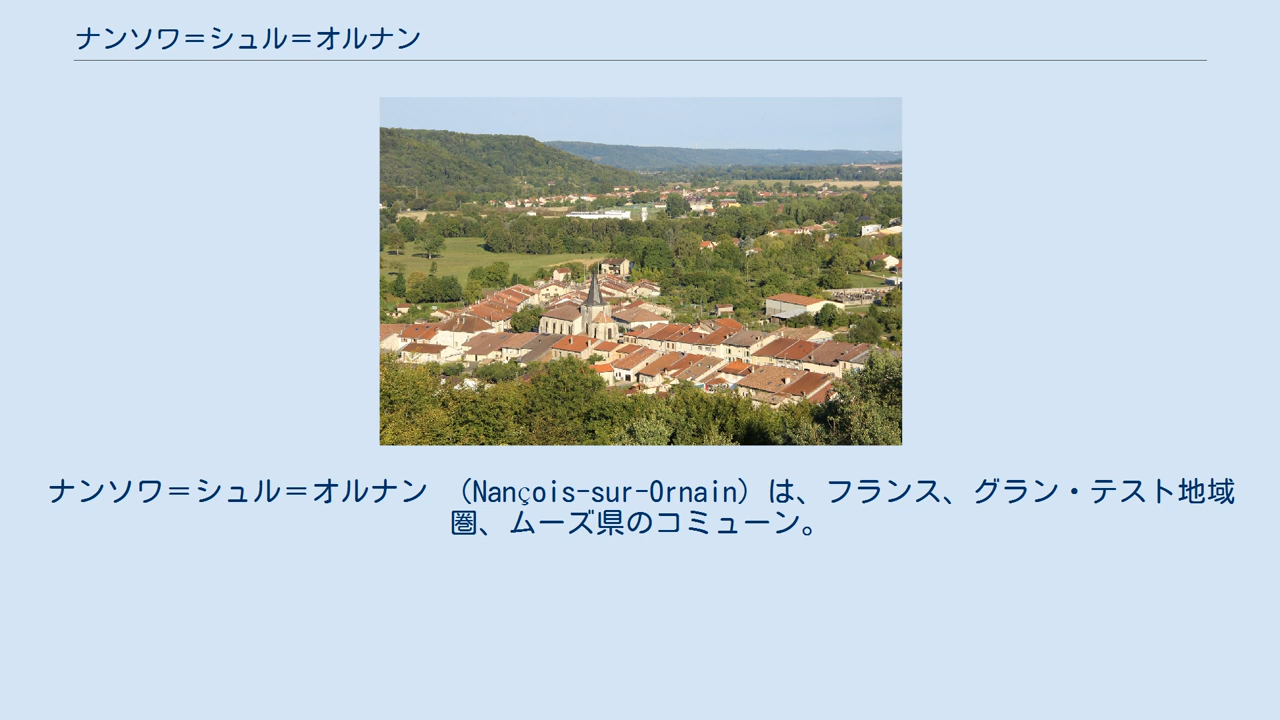 ナンソワ＝シュル＝オルナン
ナンソワ＝シュル＝オルナン （Nançois-sur-Ornain）は、フランス、グラン・テスト地域
圏、ムーズ県のコミューン。